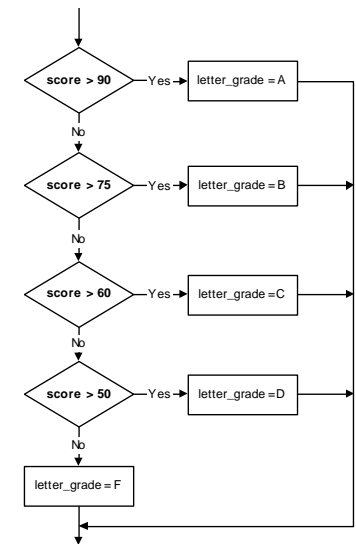 score > 90
Yes
letter_grade = A
No
score > 75
Yes
letter_grade = B
No
score > 60
Yes
letter_grade = C
No
score > 50
Yes
letter_grade = D
No
letter_grade = F